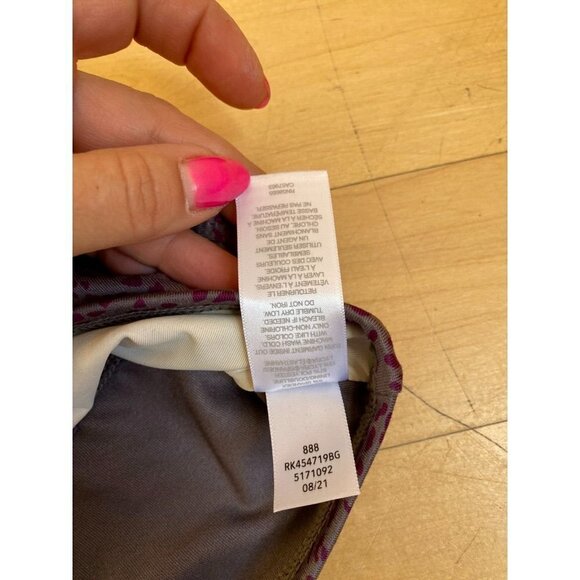 TURN GARMENT INSIDE OUT
MACHINE WASH COLD
WITH LIKE COLORS.
ONLY NON-CHLORINE
BLEACH IF NEEDED.
TUMBLE DRY LOW.
DO NOT IRON.
RETOURNER LE
VÊTEMENT À L'ENVERS.
LAVER À LA MACHINE
À L'EAU FROIDE,
AVEC DES COULEURS
SEMBLABLES.
UTILISER SEULEMENT
UN AGENT DE
BLANCHIMENT SANS
CHLORE, AU BESOIN.
SÉCHER À LA MACHINE À
BASSE TEMPÉRATURE.
NE PAS REPASSER.
888
RK454719BG
5171092
08/21